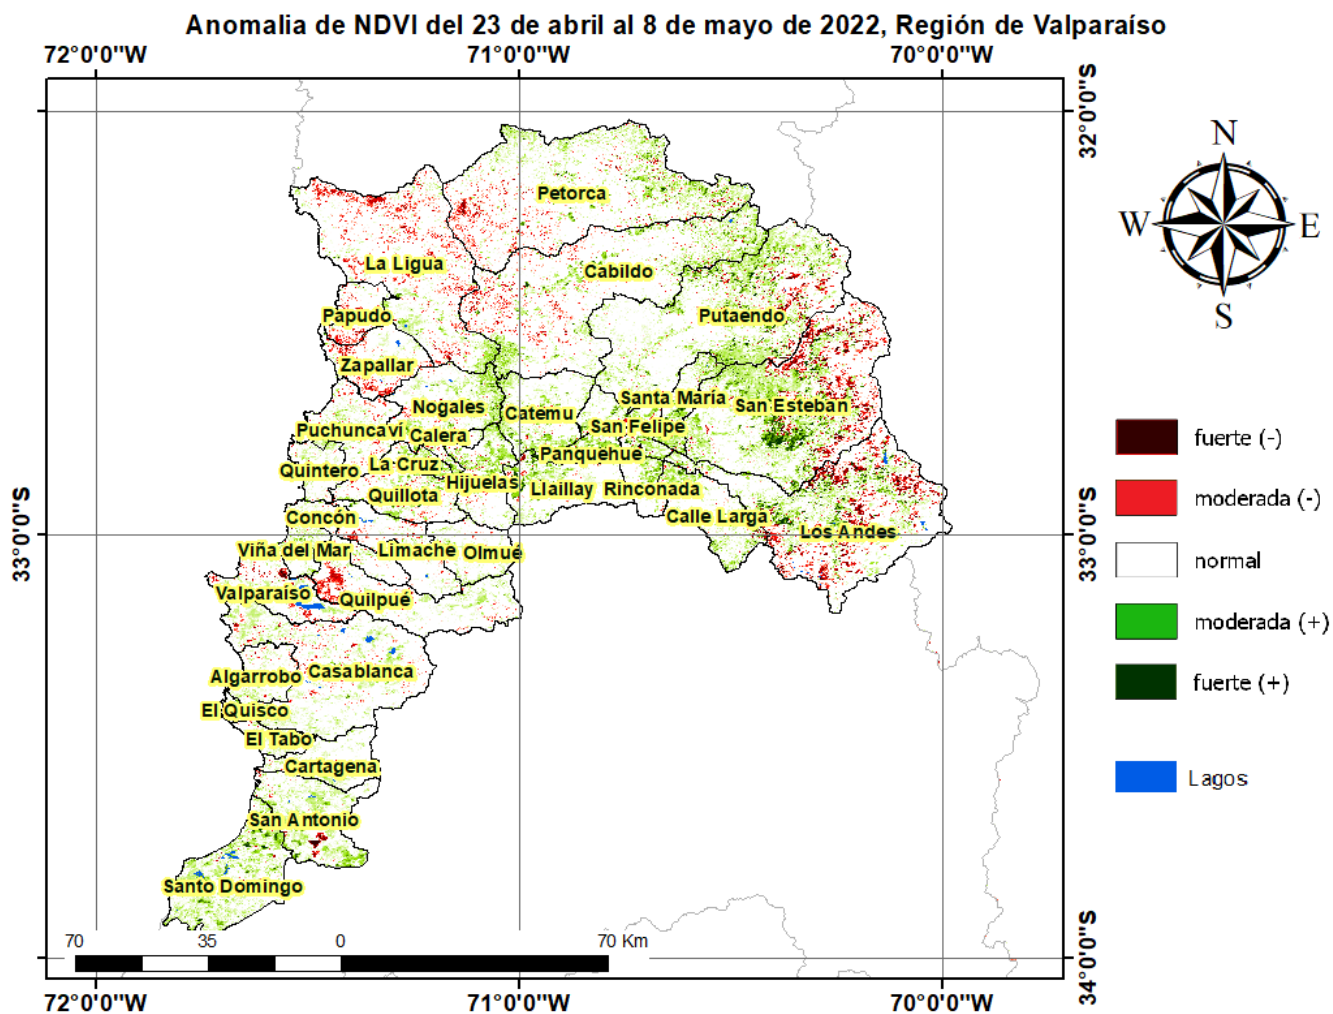 Anomalia de NDVI del 23 de abril al 8 de mayo de 2022, Región de Valparaíso
72°0'0"W 71°0'0"W 70°0'0"W
32°0'0"S
N
W E
S
Petorca
La Ligua
Cabildo
Papudo
Putaendo
Zapallar
Santa María
Nogales
Catemu
San Esteban
Puchuncaví
Calera
San Felipe
Panquehue
Quintero
La Cruz
Hijuelas
Llaillay
Rinconada
Quillota
Concón
Calle Larga
Los Andes
Viña del Mar
Limache
Olmué
Valparaíso
Quilpué
Algarrobo
Casablanca
El Quisco
El Tabo
Cartagena
San Antonio
Santo Domingo
fuerte (-)
moderada (-)
normal
moderada (+)
fuerte (+)
Lagos
33°0'0"S
33°0'0"S
70 35 0 70 Km
34°0'0"S
72°0'0"W 71°0'0"W 70°0'0"W